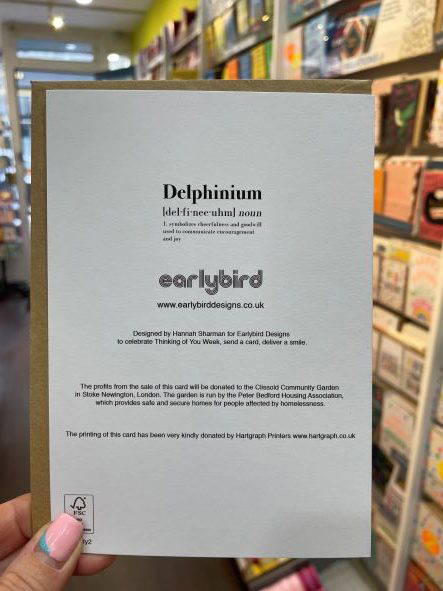 Delphinium
[del·fi·nee·uhm] noun
1. symbolizes cheerfulness and goodwill
used to communicate encouragement
and joy
earlybird
www.earlybirddesigns.co.uk
Designed by Hannah Sharman for Earlybird Designs
to celebrate Thinking of You Week, send a card, deliver a smile.
The profits from the sale of this card will be donated to the Clissold Community Garden
in Stoke Newington, London. The garden is run by the Peter Bedford Housing Association,
which provides safe and secure homes for people affected by homelessness.
The printing of this card has been very kindly donated by Hartgraph Printers www.hartgraph.co.uk
FSC